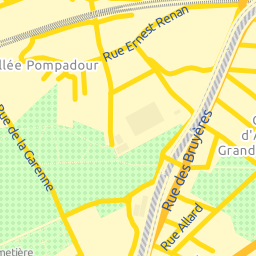 Rue Ernest Renan
llée Pompadour
Rue de la Garenne
Rue des Bruyères
d'A
Grand
Rue Allard
metière